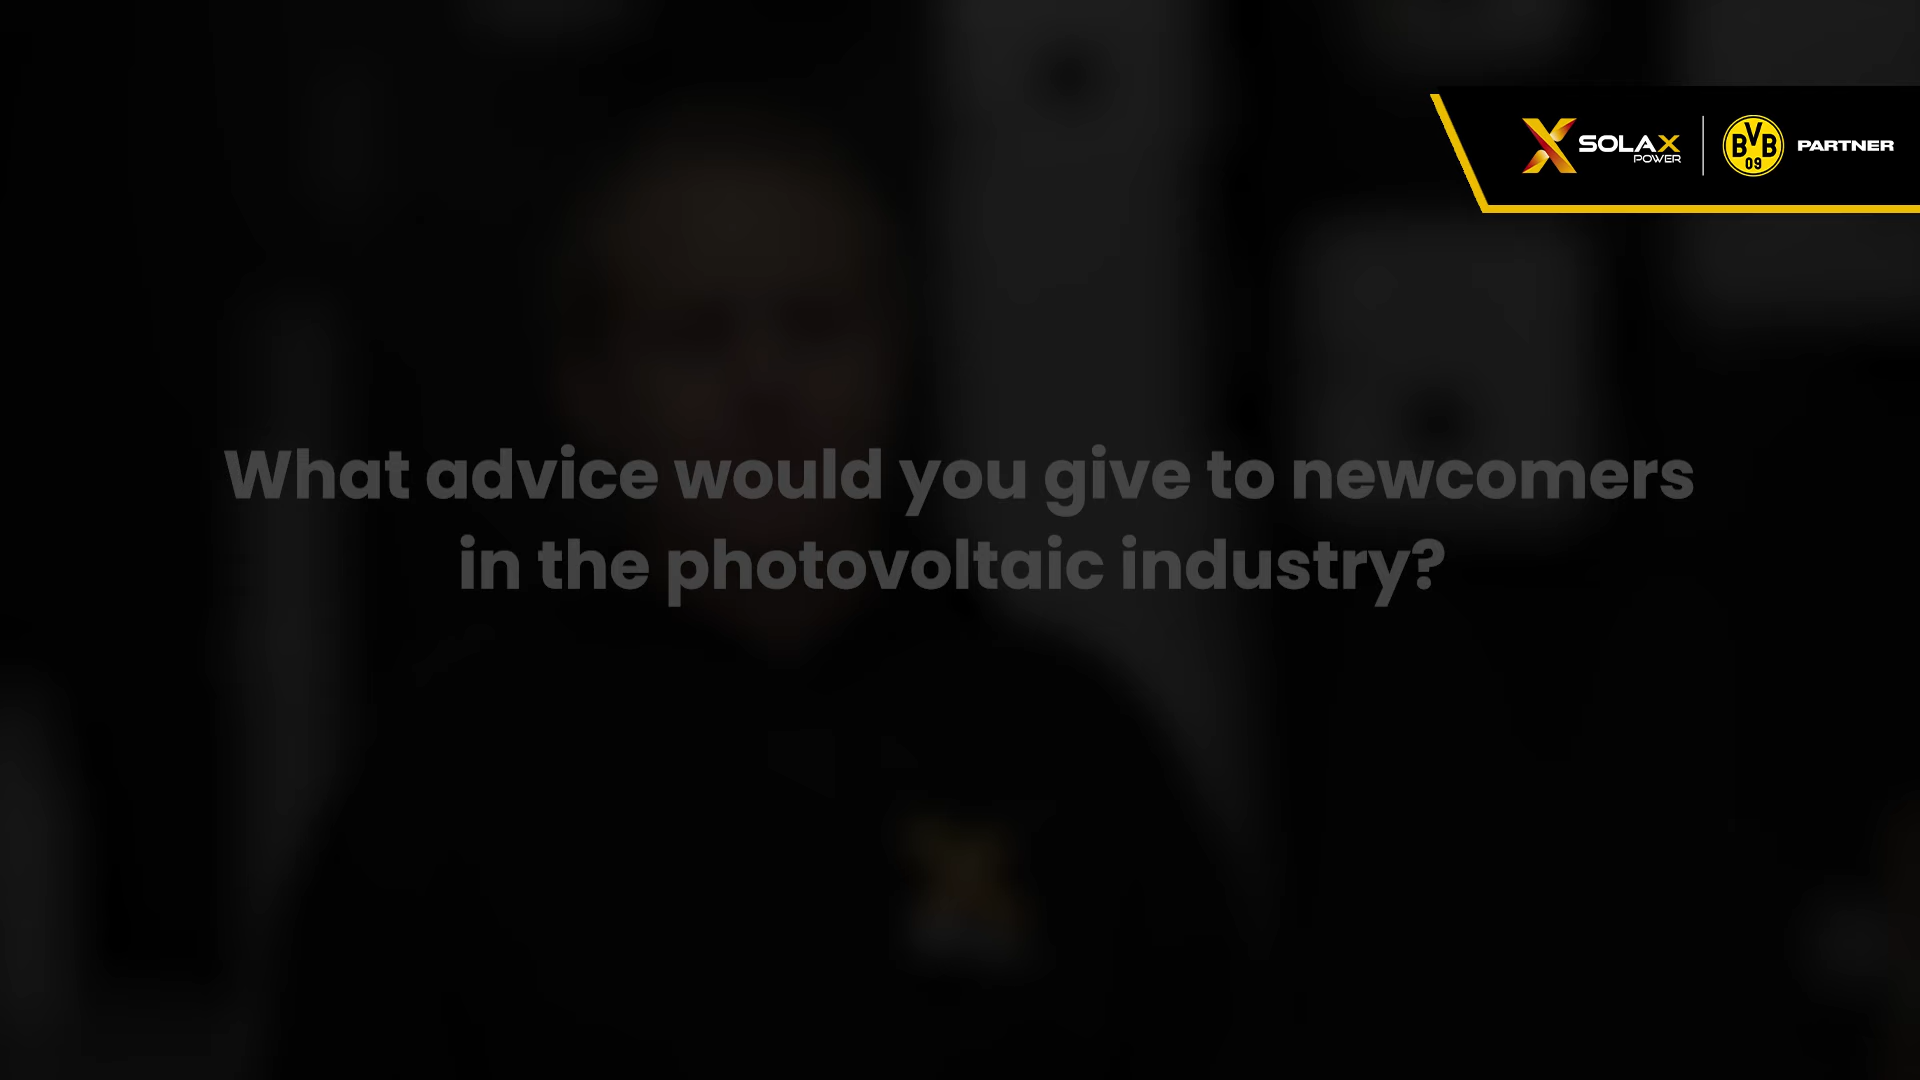 SOLAX
POWER
BVB
09
PARTNER
What advice would you give to newcomers
in the photovoltaic industry?